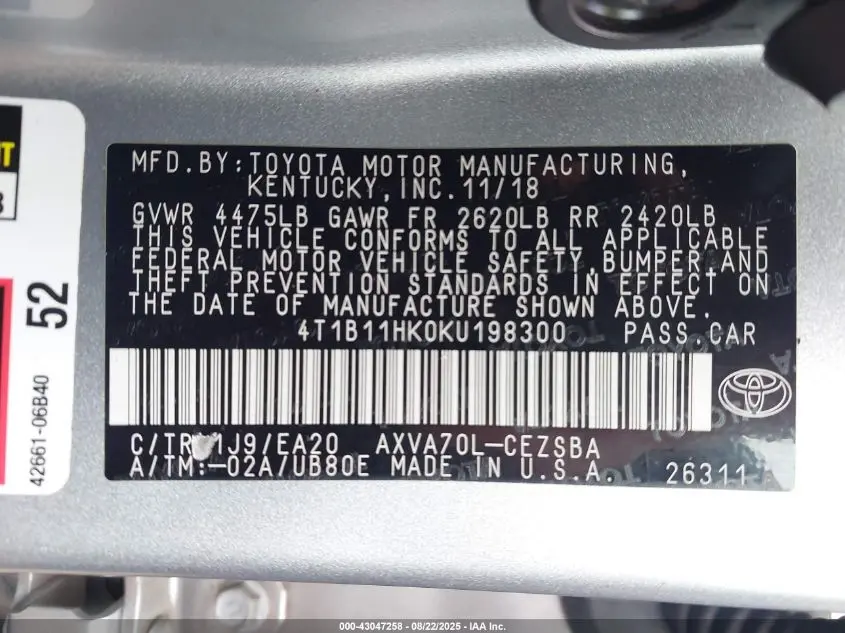 MFD.BY:TOYOTA MOTOR MANUFACTURING,
KENTUCKY,INC.11/18
GVWR 4475LB GAWR FR 2620LB RR 2420LB
THIS VEHICLE CONFORMS TO ALL APPLICABLE
FEDERAL MOTOR VEHICLE SAFETY,BUMPER,AND
THEFT PREVENTION STANDARDS IN EFFECT ON
THE DATE OF MANUFACTURE SHOWN ABOVE.
4T1B11HK0KU198300 PASS.CAR
C/TR 1J9/EA20 AXVA70L-CEZSBA
A/TM:-02A/UB80E MADE IN U.S.A.
26311
52
42661-06B40
000-43047258 - 08/22/2025 - IAA Inc.